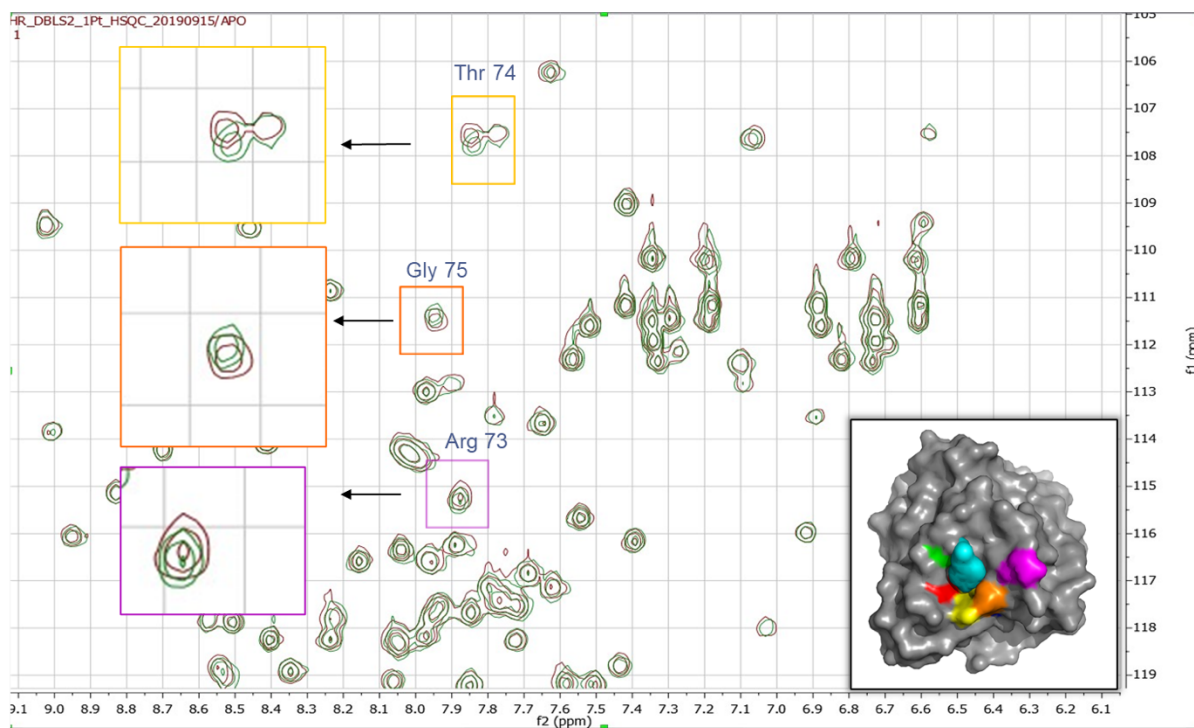 HR_DBLS2_1Pt_HSQC_20190915/APO
1
Thr 74
Gly 75
Arg 73
105
106
107
108
109
110
111
112
113
114
115
116
117
118
119
f1 (ppm)
9.1 9.0 8.9 8.8 8.7 8.6 8.5 8.4 8.3 8.2 8.1 8.0 7.9 7.8 7.7 7.6 7.5 7.4 7.3 7.2 7.1 7.0 6.9 6.8 6.7 6.6 6.5 6.4 6.3 6.2 6.1
f2 (ppm)